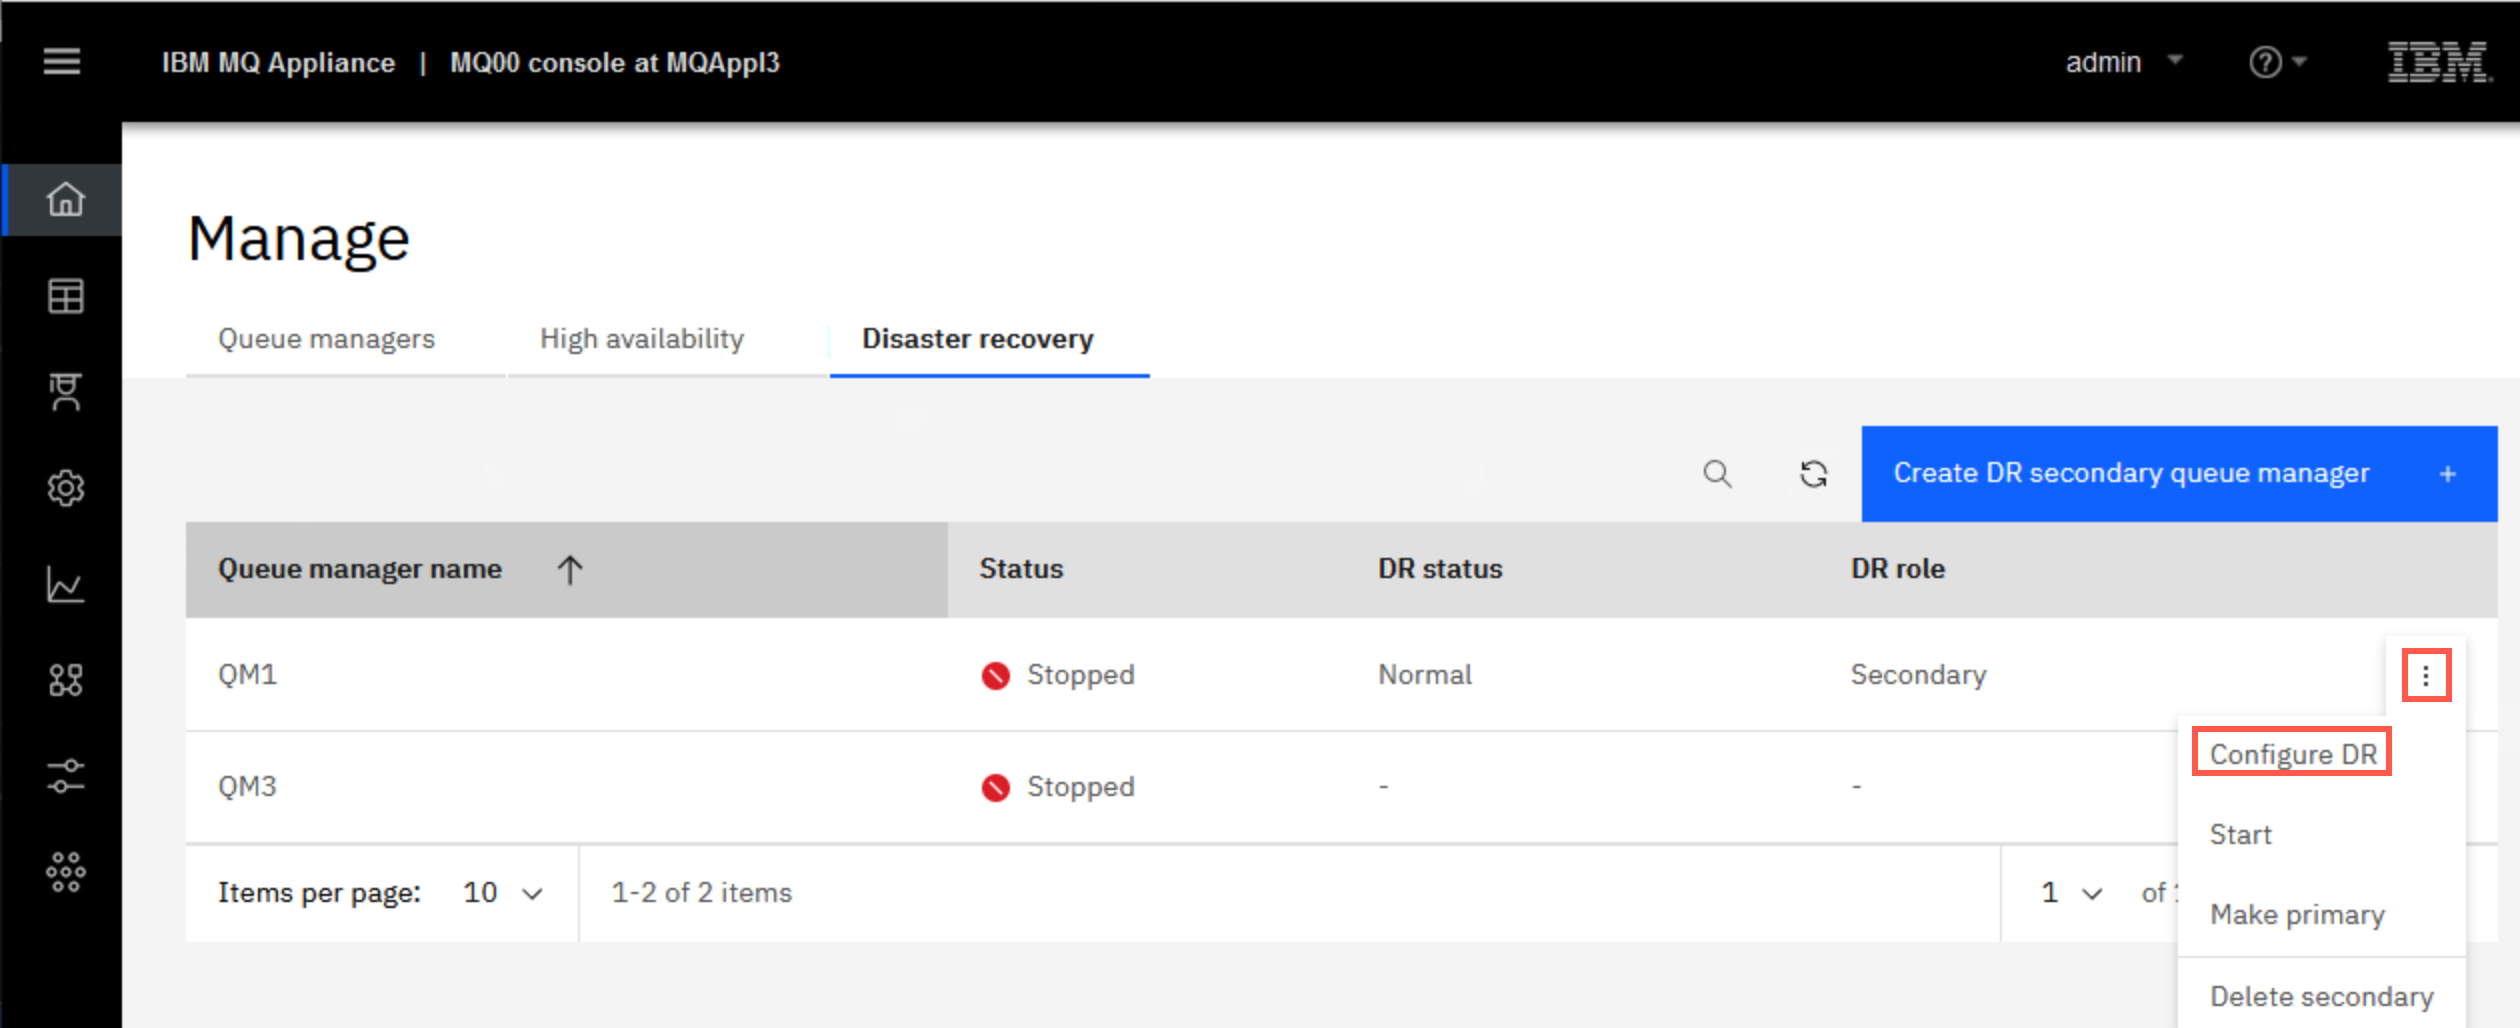 IBM MQ Appliance | MQ00 console at MQAppl3 admin IBM
Manage
Queue managers High availability Disaster recovery
Create DR secondary queue manager +
Queue manager name Status DR status DR role
QM1 Stopped Normal Secondary
Configure DR
QM3 Stopped - -
Start
Items per page: 10 1-2 of 2 items 1 of
Make primary
Delete secondary